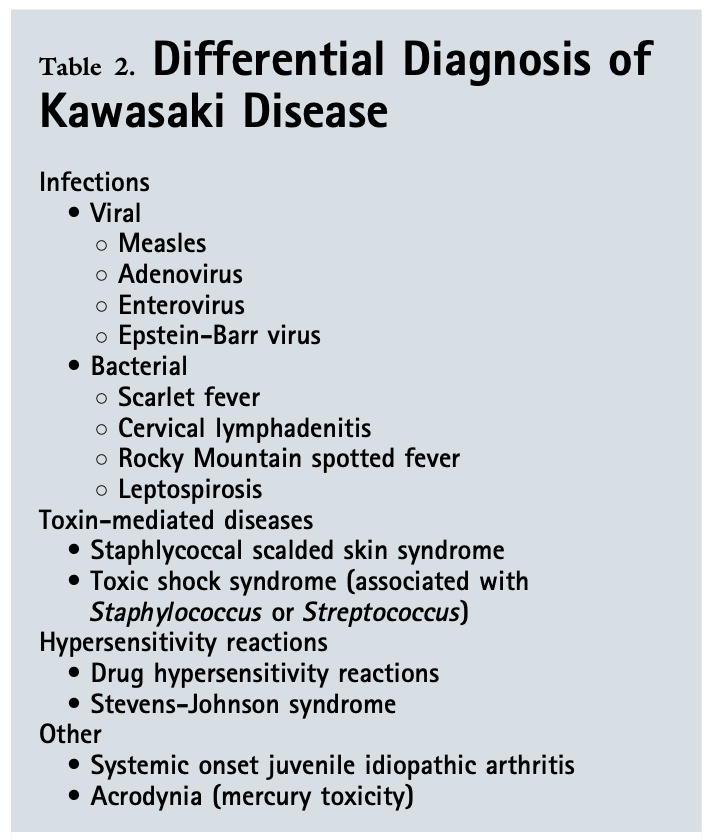 Table 2. Differential Diagnosis of
Kawasaki Disease
Infections
• Viral
○ Measles
○ Adenovirus
○ Enterovirus
○ Epstein-Barr virus
• Bacterial
○ Scarlet fever
○ Cervical lymphadenitis
○ Rocky Mountain spotted fever
○ Leptospirosis
Toxin-mediated diseases
• Staphlycoccal scalded skin syndrome
• Toxic shock syndrome (associated with
Staphylococcus or Streptococcus)
Hypersensitivity reactions
• Drug hypersensitivity reactions
• Stevens-Johnson syndrome
Other
• Systemic onset juvenile idiopathic arthritis
• Acrodynia (mercury toxicity)